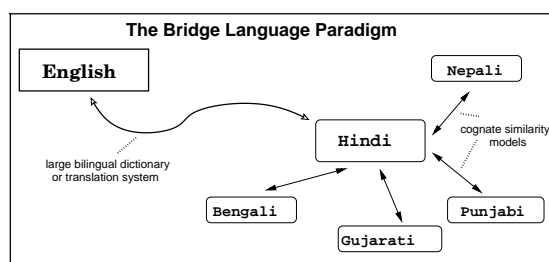 The Bridge Language Paradigm
English
Nepali
Hindi
cognate similarity
models
large bilingual dictionary
or translation system
Bengali
Punjabi
Gujarati